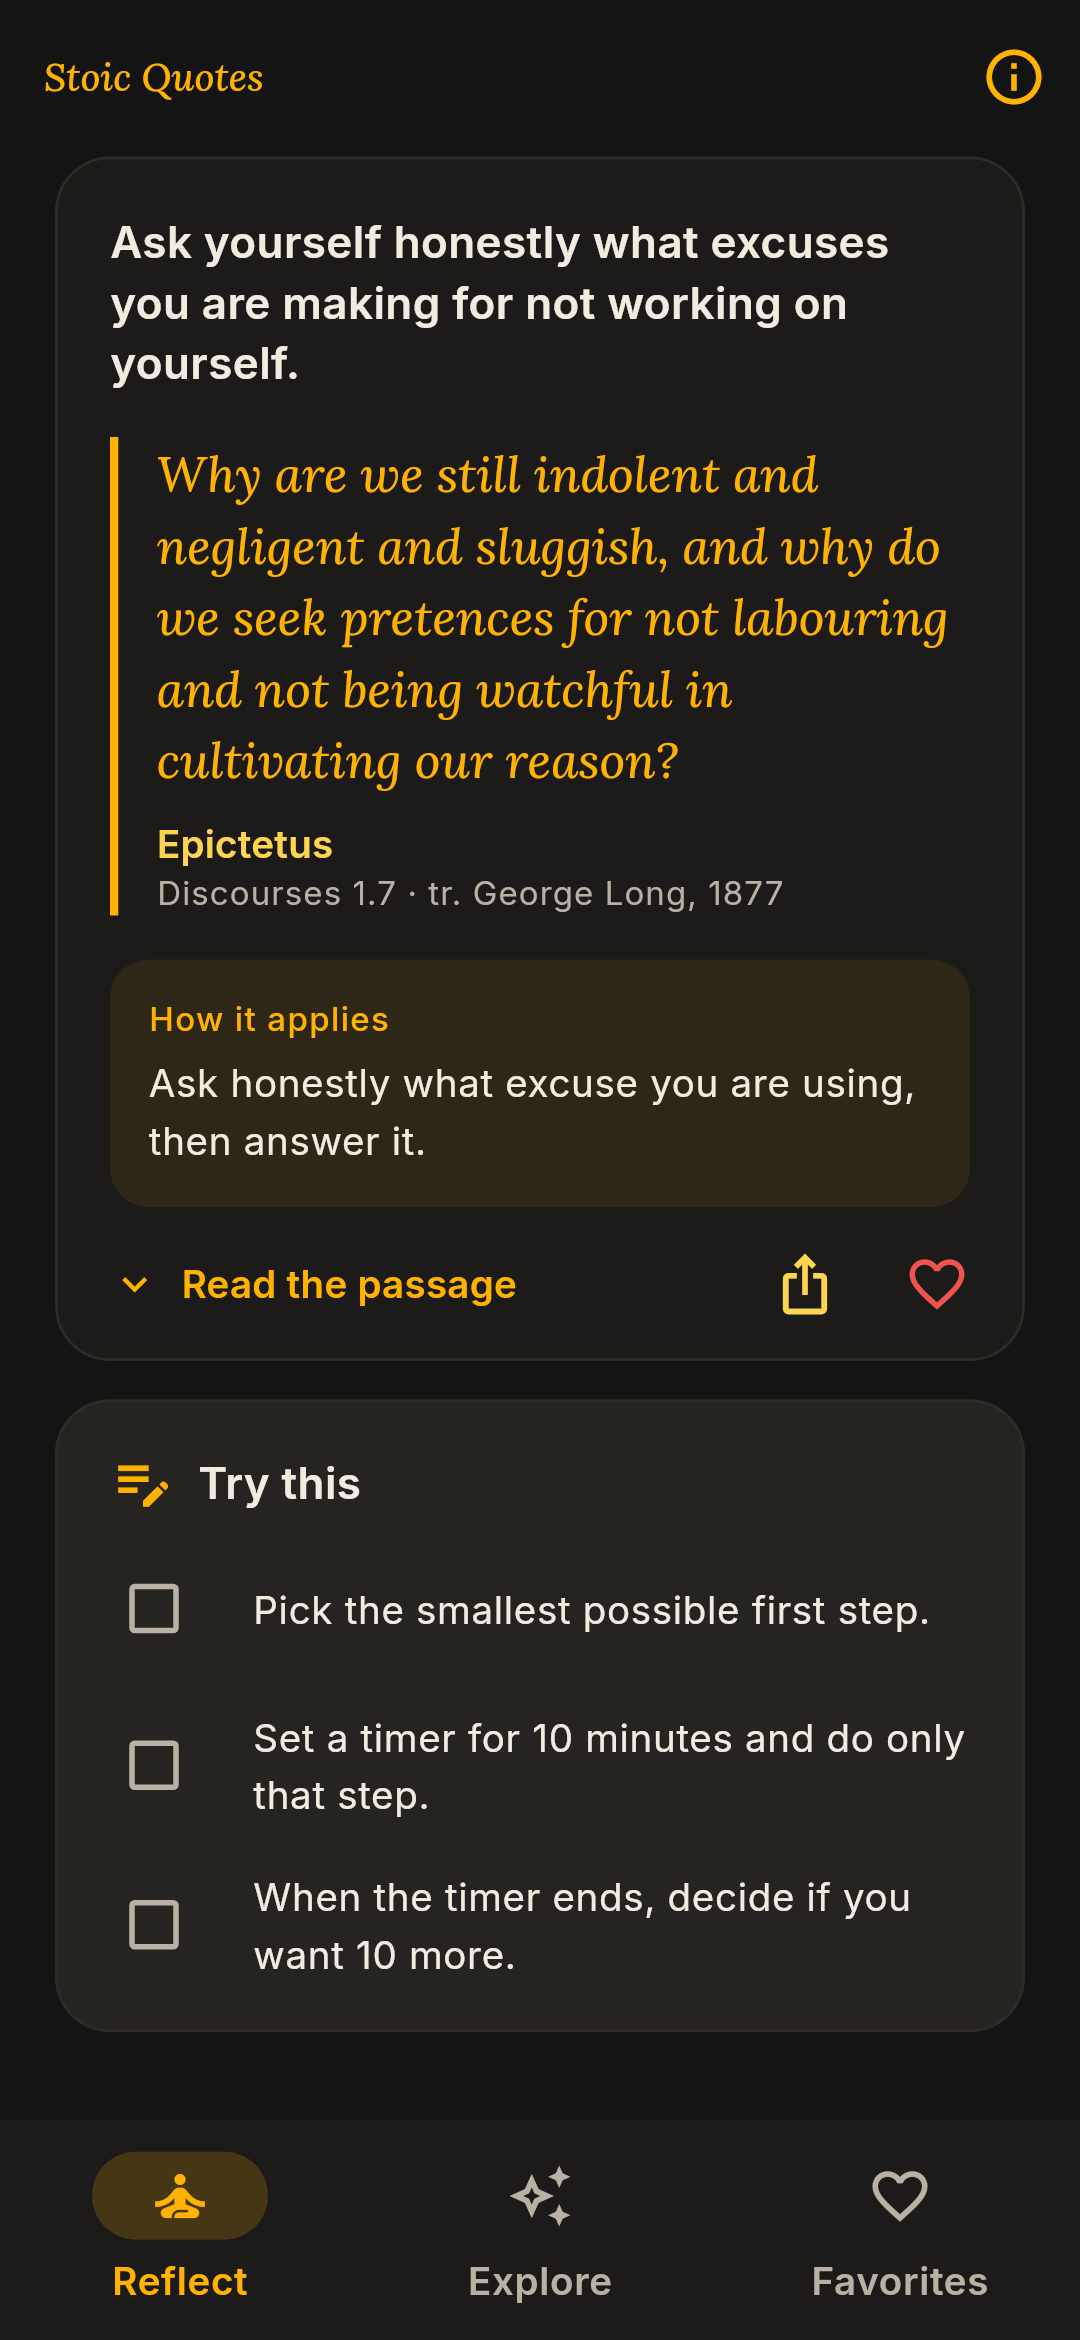 Stoic Quotes
Ask yourself honestly what excuses
you are making for not working on
yourself.
Why are we still indolent and
negligent and sluggish, and why do
we seek pretences for not labouring
and not being watchful in
cultivating our reason?
Epictetus
Discourses 1.7 · tr. George Long, 1877
How it applies
Ask honestly what excuse you are using,
then answer it.
Read the passage
Try this
Pick the smallest possible first step.
Set a timer for 10 minutes and do only
that step.
When the timer ends, decide if you
want 10 more.
Reflect
Explore
Favorites